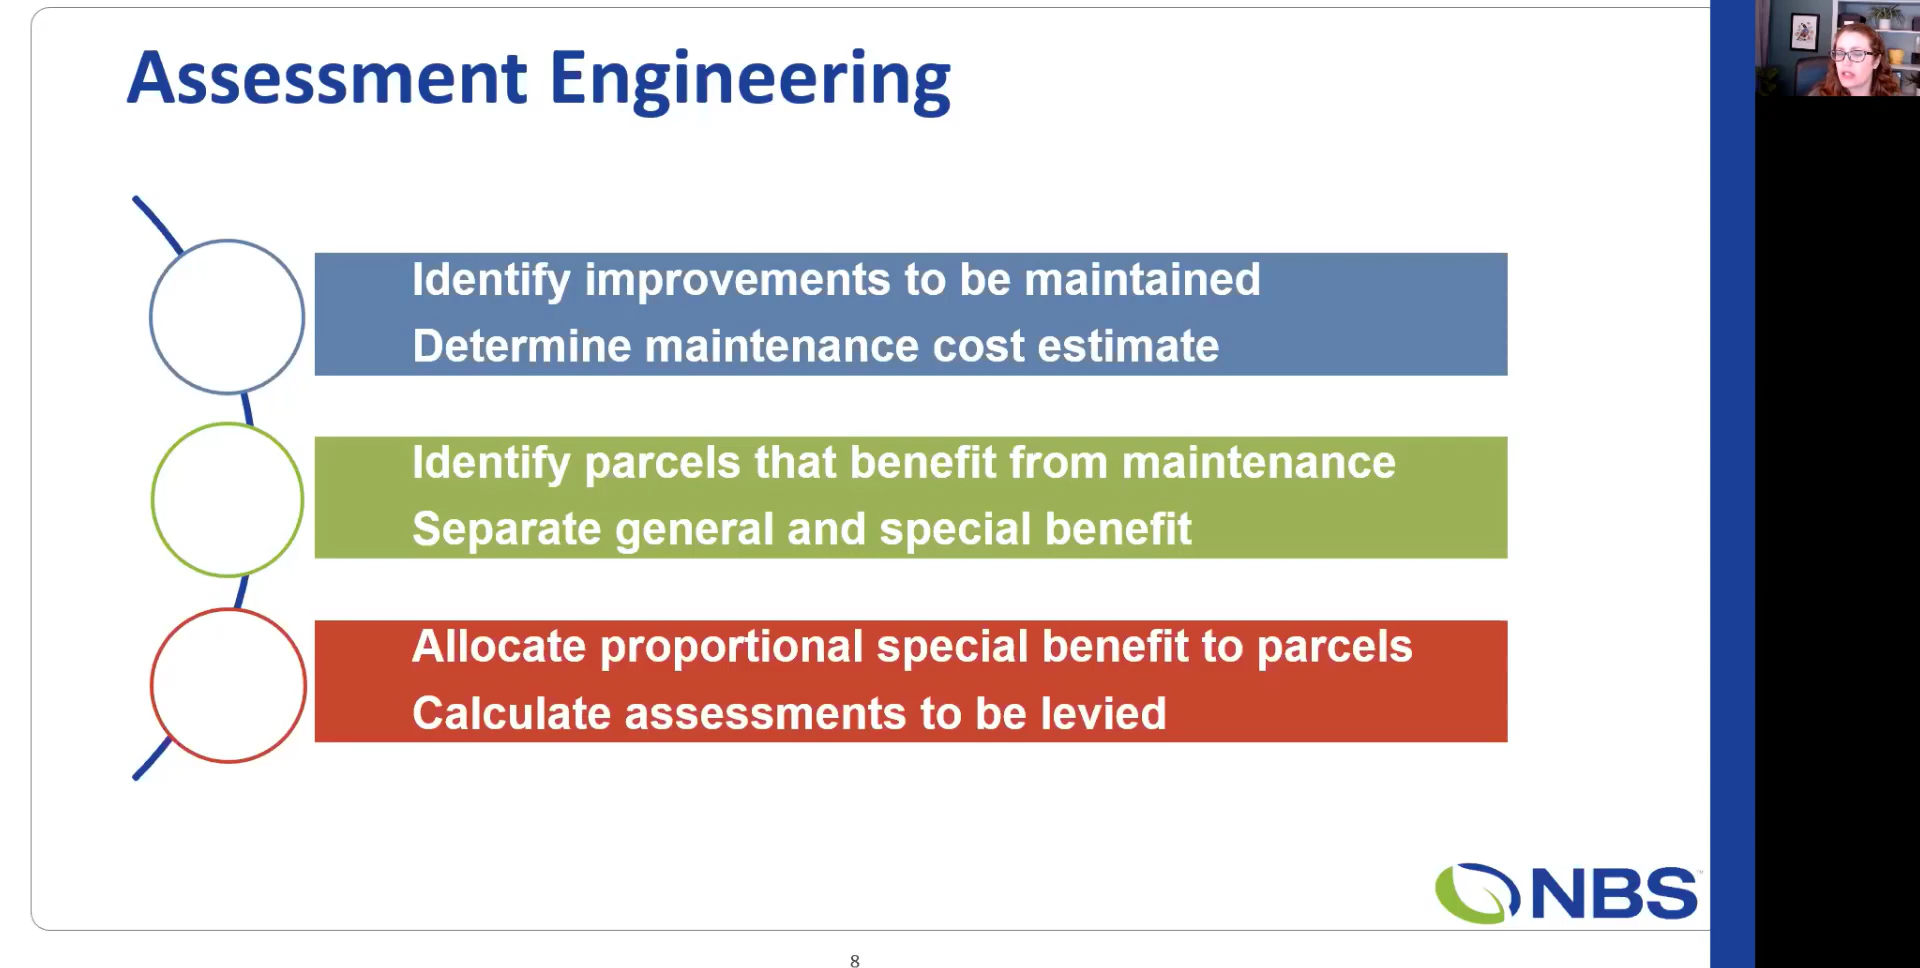 Assessment Engineering
Identify improvements to be maintained
Determine maintenance cost estimate
Identify parcels that benefit from maintenance
Separate general and special benefit
Allocate proportional special benefit to parcels
Calculate assessments to be levied
NBS
8